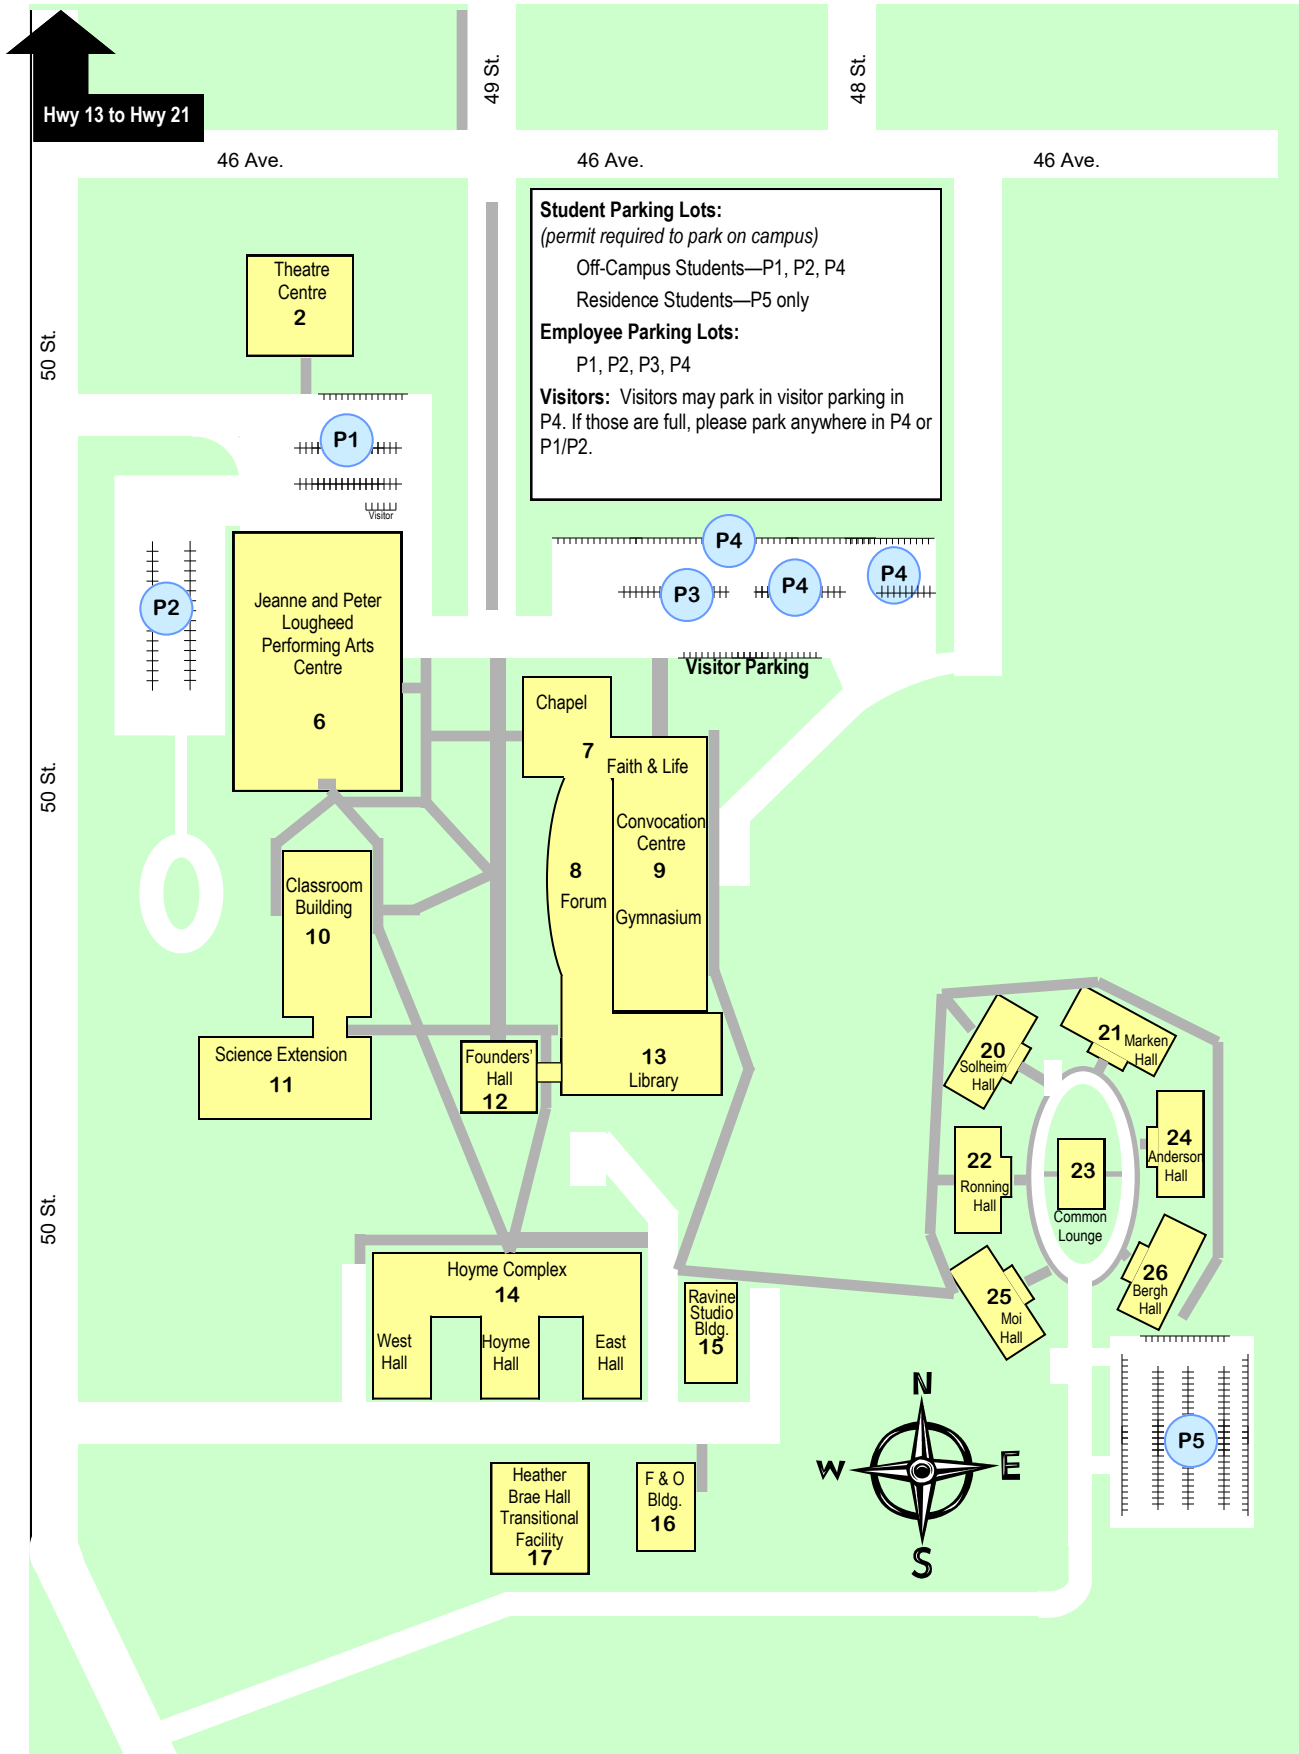 49 St.
48 St.
Hwy 13 to Hwy 21
46 Ave.
46 Ave.
46 Ave.
Student Parking Lots:
(permit required to park on campus)
Off-Campus Students—P1, P2, P4
Residence Students—P5 only
Employee Parking Lots:
P1, P2, P3, P4
Visitors: Visitors may park in visitor parking in
P4. If those are full, please park anywhere in P4 or
P1/P2.
Theatre
Centre
2
50 St.
P1
Visitor
P4
P4
P4
P3
P2
Visitor Parking
Jeanne and Peter
Lougheed
Performing Arts
Centre
6
Chapel
7
Faith & Life
50 St.
Convocation
Centre
9
Gymnasium
8
Forum
Classroom
Building
10
Science Extension
11
Founders'
Hall
12
13
Library
20
Solheim
Hall
21 Marken
Hall
22
Ronning
Hall
23
Common
Lounge
24
Anderson
Hall
50 St.
25
Moi
Hall
26
Bergh
Hall
Hoyme Complex
14
West
Hall
Hoyme
Hall
East
Hall
Ravine
Studio
Bldg.
15
N
W
E
S
P5
Heather
Brae Hall
Transitional
Facility
17
F & O
Bldg.
16